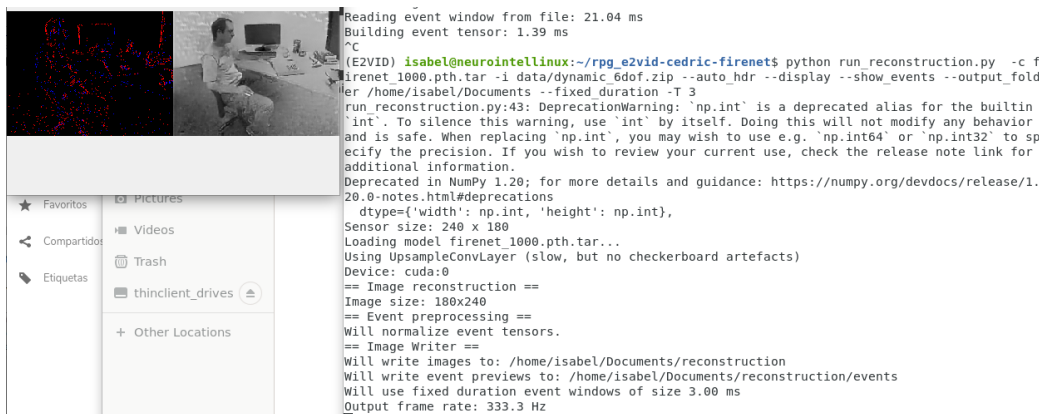 Reading event window from file: 21.04 ms
Building event tensor: 1.39 ms
^C
(E2VID) isabel@neurointellinux:~/rpg_e2vid-cedric-firenet$ python run_reconstruction.py  -c f
irenet_1000.pth.tar -i data/dynamic_6dof.zip --auto_hdr --display --show_events --output_fold
er /home/isabel/Documents --fixed_duration -T 3
run_reconstruction.py:43: DeprecationWarning: `np.int` is a deprecated alias for the builtin
`int`. To silence this warning, use `int` by itself. Doing this will not modify any behavior
and is safe. When replacing `np.int`, you may wish to use e.g. `np.int64` or `np.int32` to sp
ecify the precision. If you wish to review your current use, check the release note link for
additional information.
Deprecated in NumPy 1.20; for more details and guidance: https://numpy.org/devdocs/release/1.
20.0-notes.html#deprecations
  dtype={'width': np.int, 'height': np.int},
Sensor size: 240 x 180
Loading model firenet_1000.pth.tar...
Using UpsampleConvLayer (slow, but no checkerboard artefacts)
Device: cuda:0
== Image reconstruction ==
Image size: 180x240
== Event preprocessing ==
Will normalize event tensors.
== Image Writer ==
Will write images to: /home/isabel/Documents/reconstruction
Will write event previews to: /home/isabel/Documents/reconstruction/events
Will use fixed duration event windows of size 3.00 ms
Output frame rate: 333.3 Hz
Favoritos
Compartidos
Etiquetas
Pictures
Videos
Trash
thinclient_drives
Other Locations